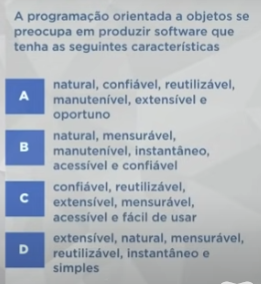 A programação orientada a objetos se
preocupa em produzir software que
tenha as seguintes características
A
natural, confiável, reutilizável,
manutenível, extensível e
oportuno
B
natural, mensurável,
manutenível, instantâneo,
acessível e confiável
C
confiável, reutilizável,
extensível, mensurável,
acessível e fácil de usar
D
extensível, natural, mensurável,
reutilizável, instantâneo e
simples